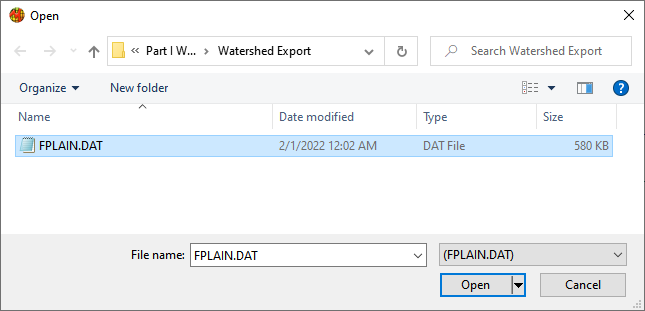 Open
« Part I W... > Watershed Export
Search Watershed Export
Organize New folder
Name Date modified Type Size
FPLAIN.DAT 2/1/2022 12:02 AM DAT File 580 KB
File name: FPLAIN.DAT (FPLAIN.DAT)
Open Cancel